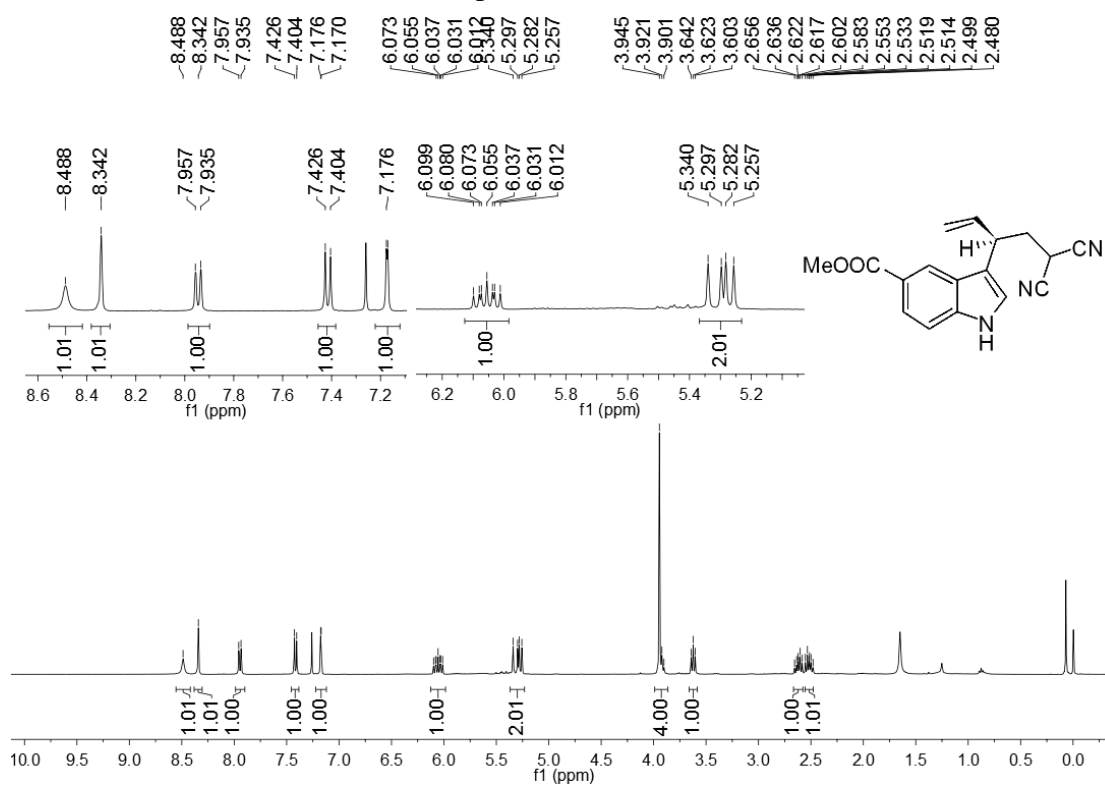 8.488 8.342 7.957 7.935 7.426 7.404 7.176 7.170 6.073 6.055 6.037 6.031 6.012 5.340 5.297 5.282 5.257 3.945 3.921 3.901 3.642 3.623 3.603 2.656 2.636 2.622 2.617 2.602 2.583 2.553 2.533 2.519 2.514 2.499 2.480
8.488 8.342 7.957 7.935 7.426 7.404 7.176
6.099 6.080 6.073 6.055 6.037 6.031 6.012 5.340 5.297 5.282 5.257
H
CN
MeOOC
CN
N
H
1.01 1.01 1.00 1.00 1.00
1.00 2.01
8.6 8.4 8.2 8.0 7.8 7.6 7.4 7.2
f1 (ppm)
6.2 6.0 5.8 5.6 5.4 5.2
f1 (ppm)
1.01 1.01 1.00 1.00 1.00 1.00 2.01 4.00 1.00 1.00 1.01
10.0 9.5 9.0 8.5 8.0 7.5 7.0 6.5 6.0 5.5 5.0 4.5 4.0 3.5 3.0 2.5 2.0 1.5 1.0 0.5 0.0
f1 (ppm)